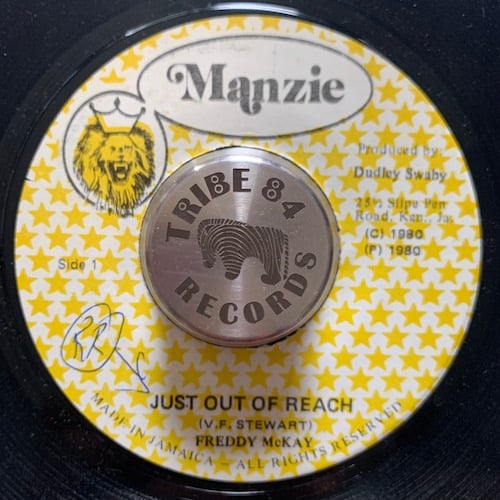 Manzie
Produced by:
Dudley Swaby
25½ Slipe Pen
Road, Kgn., Ja.
(C) 1980
(P) 1980
TRIBE 84
RECORDS
Side 1
JUST OUT OF REACH
(V.F. STEWART)
FREDDY McKAY
MADE IN JAMAICA – ALL RIGHTS RESERVED